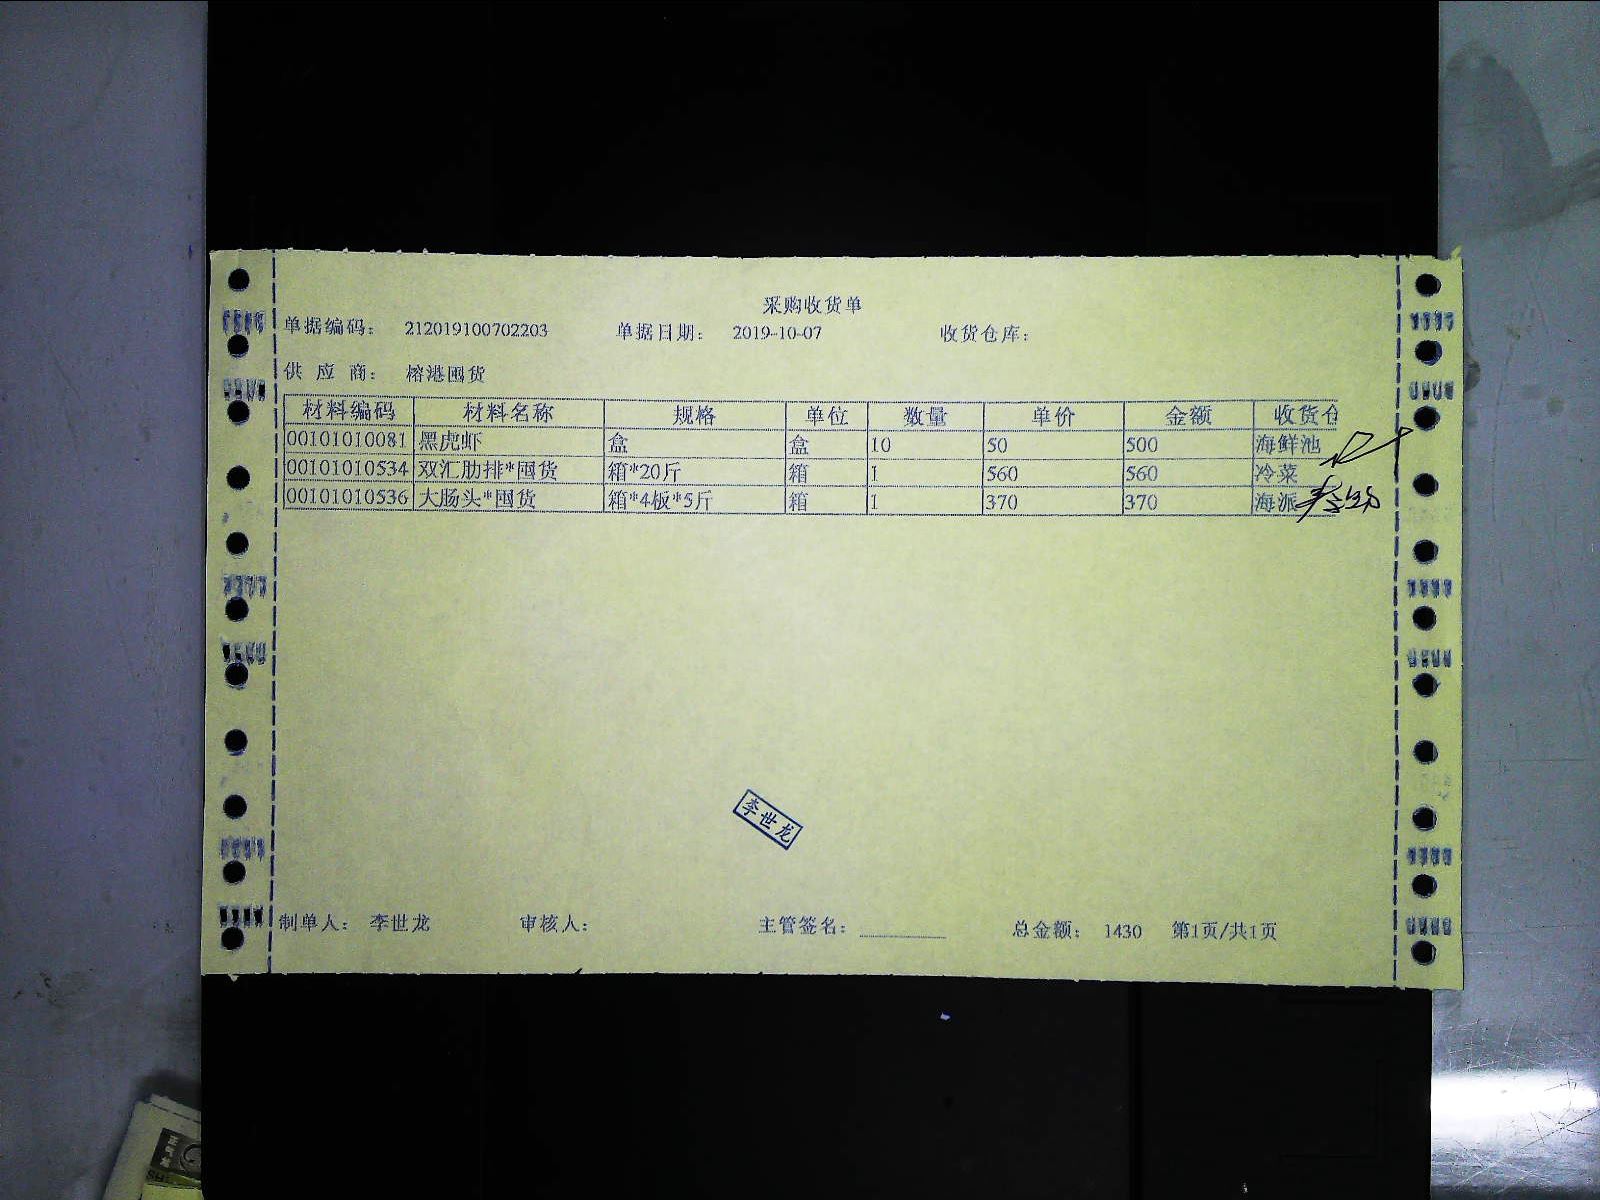 采购收货单
单据编码： 212019100702203 单据日期： 2019-10-07 收货仓库：
供 应 商： 榕港囤货
材料编码 材料名称 规格 单位 数量 单价 金额 收货仓
00101010081 黑虎虾 盒 盒 10 50 500 海鲜池
00101010534 双汇肋排*囤货 箱*20斤 箱 1 560 560 冷菜
00101010536 大肠头*囤货 箱*4板*5斤 箱 1 370 370 海派
李世龙
制单人： 李世龙 审核人： 主管签名： 总金额： 1430 第1页/共1页